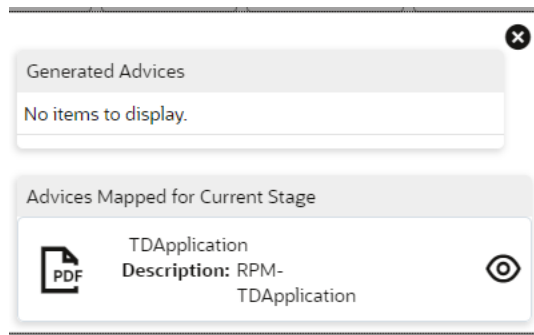 Generated Advices
No items to display.
Advices Mapped for Current Stage
TDApplication
PDF
Description: RPM-
TDApplication